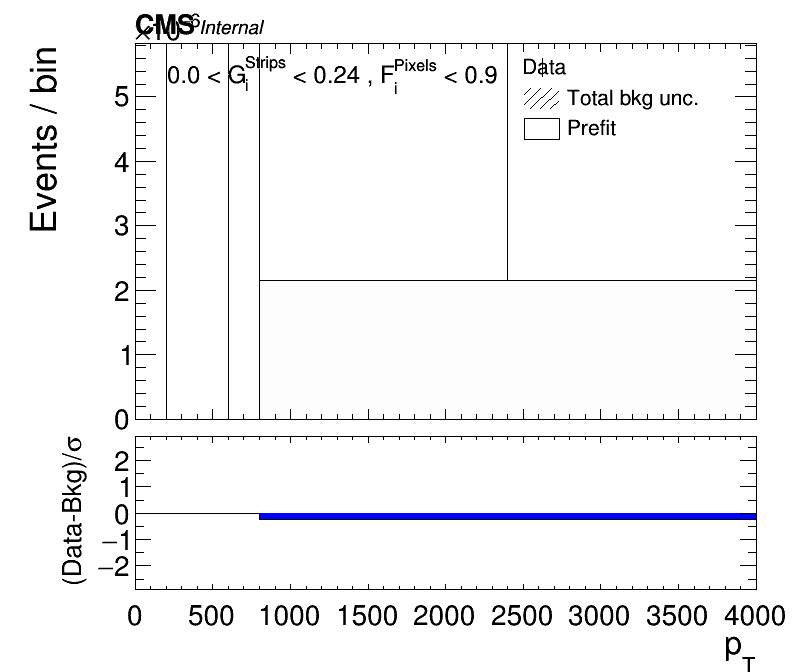 CMS Internal
×10⁻⁶
0.0 < G_i^Strips < 0.24 , F_i^Pixels < 0.9
Data
Total bkg unc.
Prefit
Events / bin
5
4
3
2
1
0
(Data-Bkg)/σ
2
1
0
−1
−2
0 500 1000 1500 2000 2500 3000 3500 4000
p_T